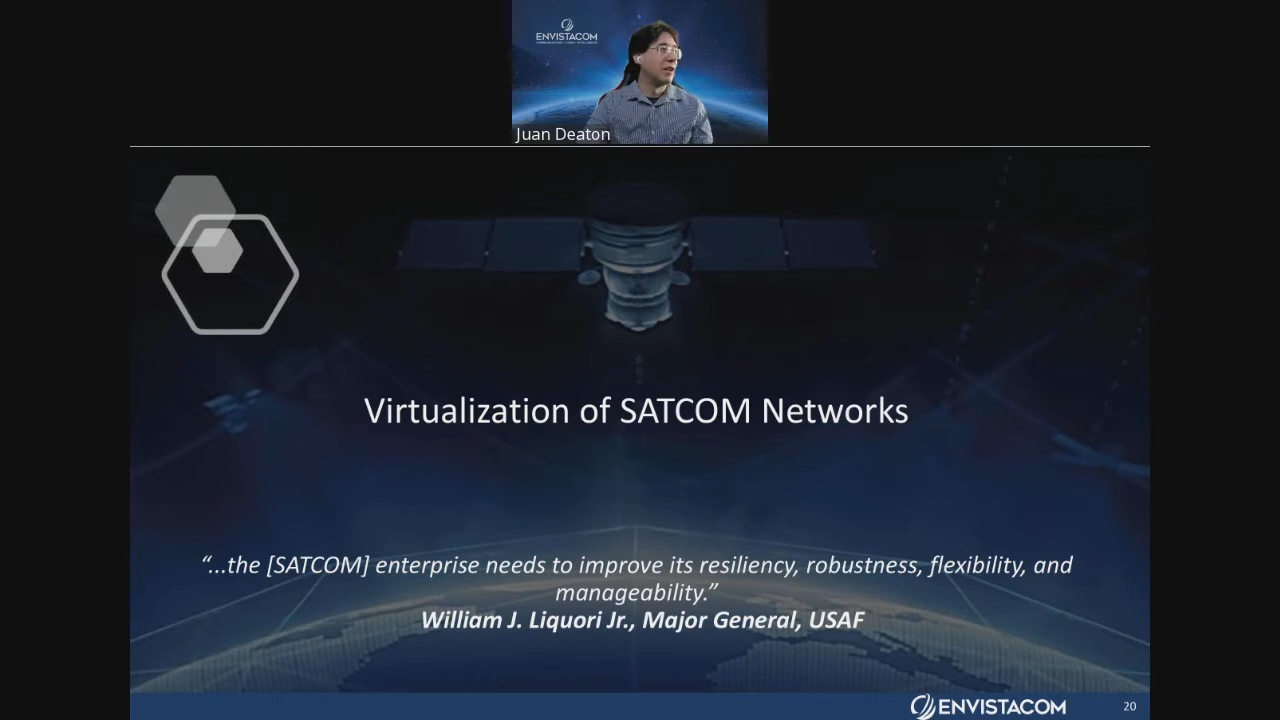 ENVISTACOM
Juan Deaton
Virtualization of SATCOM Networks
“...the [SATCOM] enterprise needs to improve its resiliency, robustness, flexibility, and
manageability.”
William J. Liquori Jr., Major General, USAF
ENVISTACOM
20